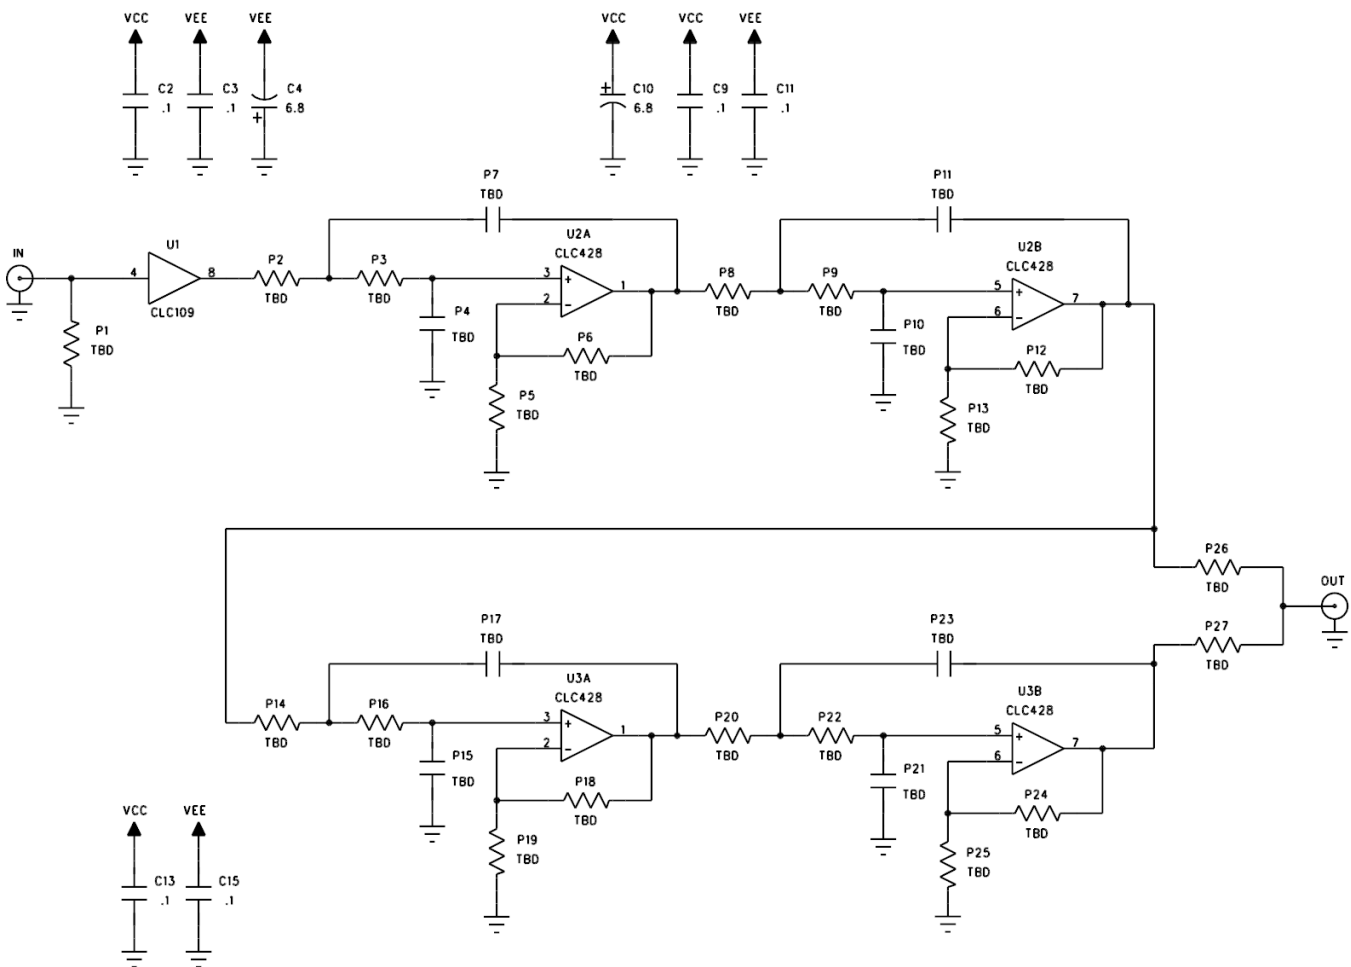 VCC VEE VEE VCC VCC VEE
C2 C3 C4 C10 C9 C11
.1 .1 6.8 6.8 .1 .1
+ +
P7 P11
TBD TBD
IN U1 U2A U2B
CLC428 CLC428
4 8 P2 P3 3 + 1 P8 P9 5 + 7
TBD TBD 2 - TBD TBD 6 -
CLC109
P1 P4 P6 P10 P12
TBD TBD TBD TBD TBD
P5 P13
TBD TBD
P26
TBD
OUT
P27
TBD
P17 P23
TBD TBD
U3A U3B
CLC428 CLC428
P14 P16 3 + 1 P20 P22 5 + 7
TBD TBD 2 - TBD TBD 6 -
P15 P18 P21 P24
TBD TBD TBD TBD
P19 P25
TBD TBD
VCC VEE
C13 C15
.1 .1